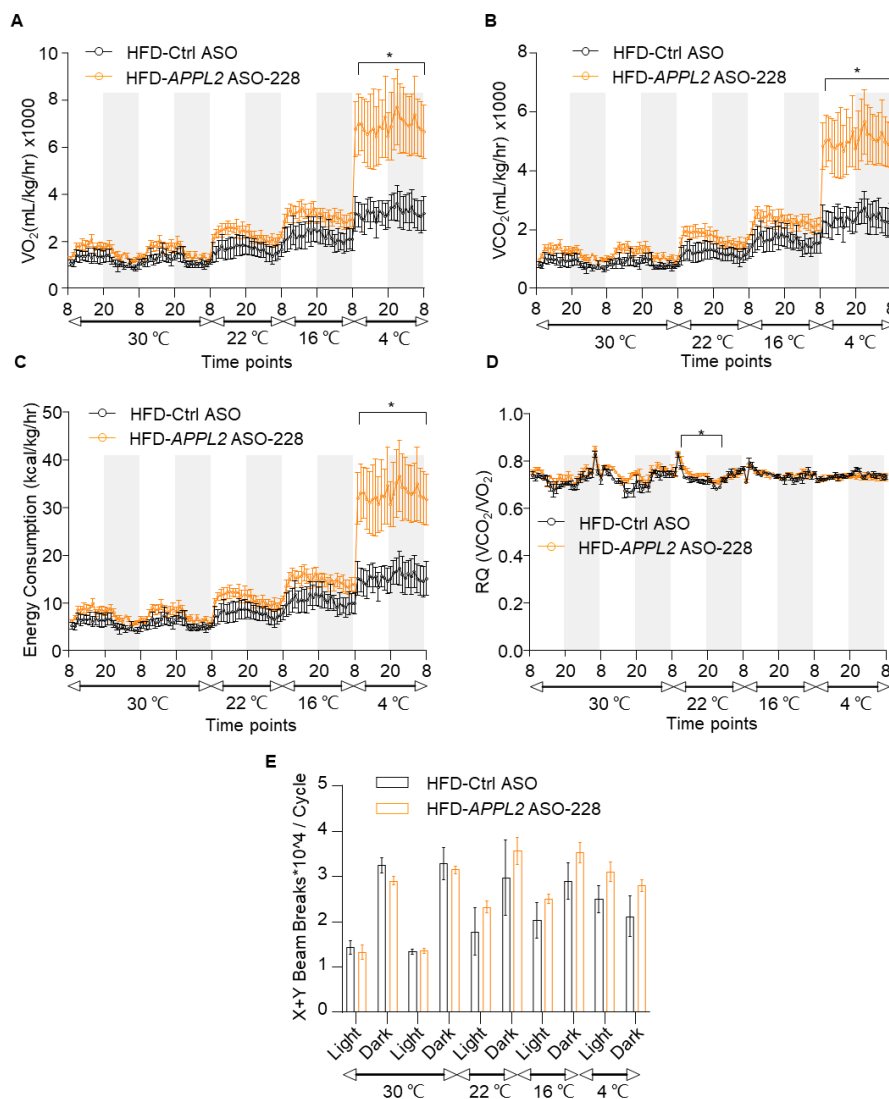 A
HFD-Ctrl ASO
HFD-APPL2 ASO-228
*
VO2(mL/kg/hr) x1000
10
8
6
4
2
0
8 20 8 20 8 20 8 20 8 20 8
30 ℃ 22 ℃ 16 ℃ 4 ℃
Time points
B
HFD-Ctrl ASO
HFD-APPL2 ASO-228
*
VCO2(mL/kg/hr) x1000
8
6
4
2
0
8 20 8 20 8 20 8 20 8 20 8
30 ℃ 22 ℃ 16 ℃ 4 ℃
Time points
C
HFD-Ctrl ASO
HFD-APPL2 ASO-228
*
Energy Consumption (kcal/kg/hr)
50
40
30
20
10
0
8 20 8 20 8 20 8 20 8 20 8
30 ℃ 22 ℃ 16 ℃ 4 ℃
Time points
D
*
HFD-Ctrl ASO
HFD-APPL2 ASO-228
RQ (VCO2/VO2)
1.0
0.8
0.6
0.4
0.2
0.0
8 20 8 20 8 20 8 20 8 20 8
30 ℃ 22 ℃ 16 ℃ 4 ℃
Time points
E
HFD-Ctrl ASO
HFD-APPL2 ASO-228
X+Y Beam Breaks*10^4 / Cycle
5
4
3
2
1
0
Light Dark Light Dark Light Dark Light Dark Light Dark
30 ℃ 22 ℃ 16 ℃ 4 ℃